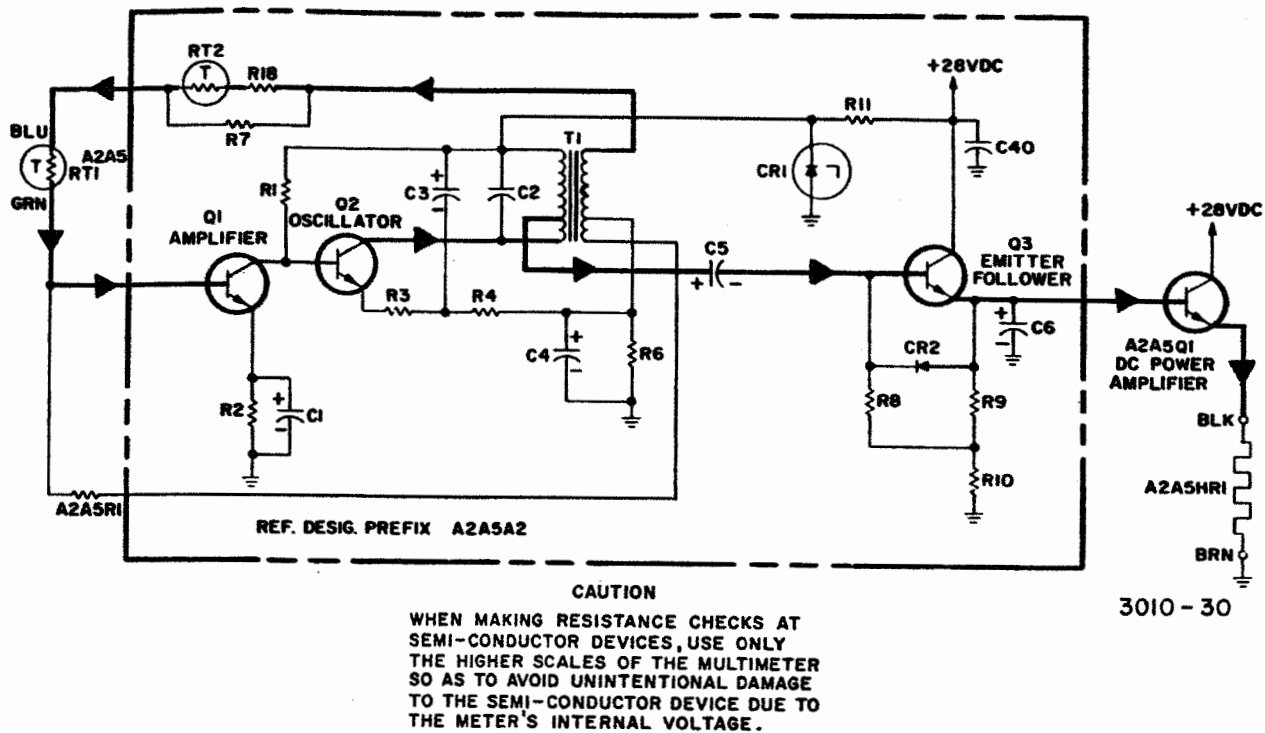 RT2
T
R18
+28VDC
R7
R11
BLU
T
A2A5
RT1
GRN
T1
C40
R1
+
C3
-
C2
CR1
Q1
AMPLIFIER
Q2
OSCILLATOR
+28VDC
C5
+ -
Q3
EMITTER
FOLLOWER
R3
R4
+
C4
-
R6
+
C6
-
CR2
A2A5Q1
DC POWER
AMPLIFIER
R2
+
C1
-
R8
R9
BLK
R10
A2A5HR1
A2A5R1
REF. DESIG. PREFIX A2A5A2
BRN
3010-30
CAUTION
WHEN MAKING RESISTANCE CHECKS AT
SEMI-CONDUCTOR DEVICES, USE ONLY
THE HIGHER SCALES OF THE MULTIMETER
SO AS TO AVOID UNINTENTIONAL DAMAGE
TO THE SEMI-CONDUCTOR DEVICE DUE TO
THE METER'S INTERNAL VOLTAGE.